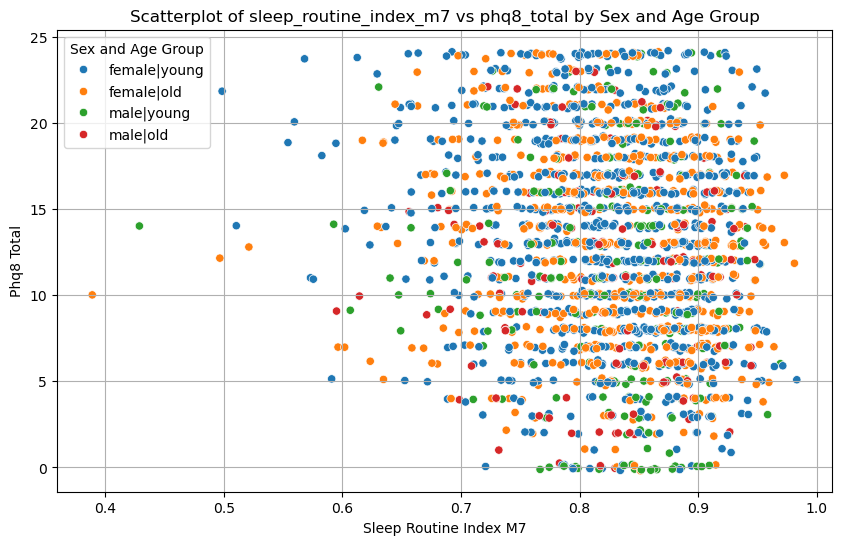 Scatterplot of sleep_routine_index_m7 vs phq8_total by Sex and Age Group
Sex and Age Group
female|young
female|old
male|young
male|old
Phq8 Total
25
20
15
10
5
0
0.4 0.5 0.6 0.7 0.8 0.9 1.0
Sleep Routine Index M7